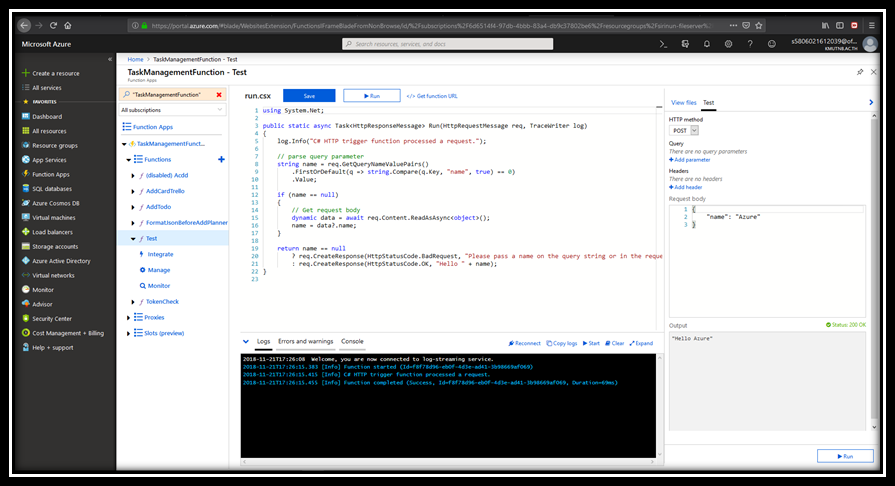 https://portal.azure.com/#blade/WebsitesExtension/FunctionsIFrameBladeFromNonBrowse/id/%2Fsubscriptions%2F6d6514f4-97db-4bbb-83a4-db9c37802be6%2Fresourcegroups%2Firmun-fileserver%
Microsoft Azure
Search resources, services, and docs
s5806021612039@of...
KMUTNB.AC.TH
Create a resource
All services
FAVORITES
Dashboard
All resources
Resource groups
App Services
Function Apps
SQL databases
Azure Cosmos DB
Virtual machines
Load balancers
Storage accounts
Azure Active Directory
Virtual networks
Monitor
Advisor
Security Center
Cost Management + Billing
Help + support
Home > TaskManagementFunction - Test
TaskManagementFunction - Test
Function Apps
"TaskManagementFunction"
All subscriptions
Function Apps
TaskManagementFunct...
Functions
(disabled) Acdd
AddCardTrello
AddTodo
FormatJsonBeforeAddPlanner
Test
Integrate
Manage
Monitor
TokenCheck
Proxies
Slots (preview)
run.csx
Save
Run
</> Get function URL
1 using System.Net;
2
3 public static async Task<HttpResponseMessage> Run(HttpRequestMessage req, TraceWriter log)
4 {
5 log.Info("C# HTTP trigger function processed a request.");
6
7 // parse query parameter
8 string name = req.GetQueryNameValuePairs()
9 .FirstOrDefault(q => string.Compare(q.Key, "name", true) == 0)
10 .Value;
11
12 if (name == null)
13 {
14 // Get request body
15 dynamic data = await req.Content.ReadAsAsync<object>();
16 name = data?.name;
17 }
18
19 return name == null
20 ? req.CreateResponse(HttpStatusCode.BadRequest, "Please pass a name on the query string or in the reque
21 : req.CreateResponse(HttpStatusCode.OK, "Hello " + name);
22 }
23
Logs
Errors and warnings
Console
Reconnect
Copy logs
Start
Clear
Expand
2018-11-21T17:26:08 Welcome, you are now connected to log-streaming service.
2018-11-21T17:26:15.383 [Info] Function started (Id=f8f78d96-eb0f-4d3e-ad41-3b98669af069)
2018-11-21T17:26:15.415 [Info] C# HTTP trigger function processed a request.
2018-11-21T17:26:15.455 [Info] Function completed (Success, Id=f8f78d96-eb0f-4d3e-ad41-3b98669af069, Duration=69ms)
View files
Test
HTTP method
POST
Query
There are no query parameters
Add parameter
Headers
There are no headers
Add header
Request body
1 {
2 "name": "Azure"
3 }
Output
Status: 200 OK
"Hello Azure"
Run